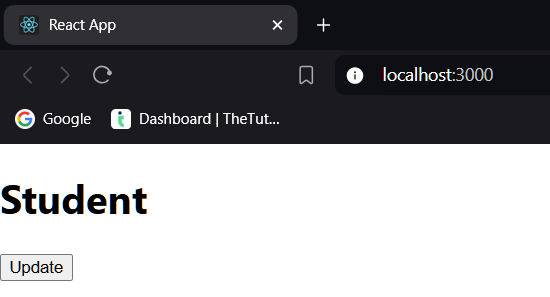 React App
localhost:3000
Google
Dashboard | TheTut...
Student
Update